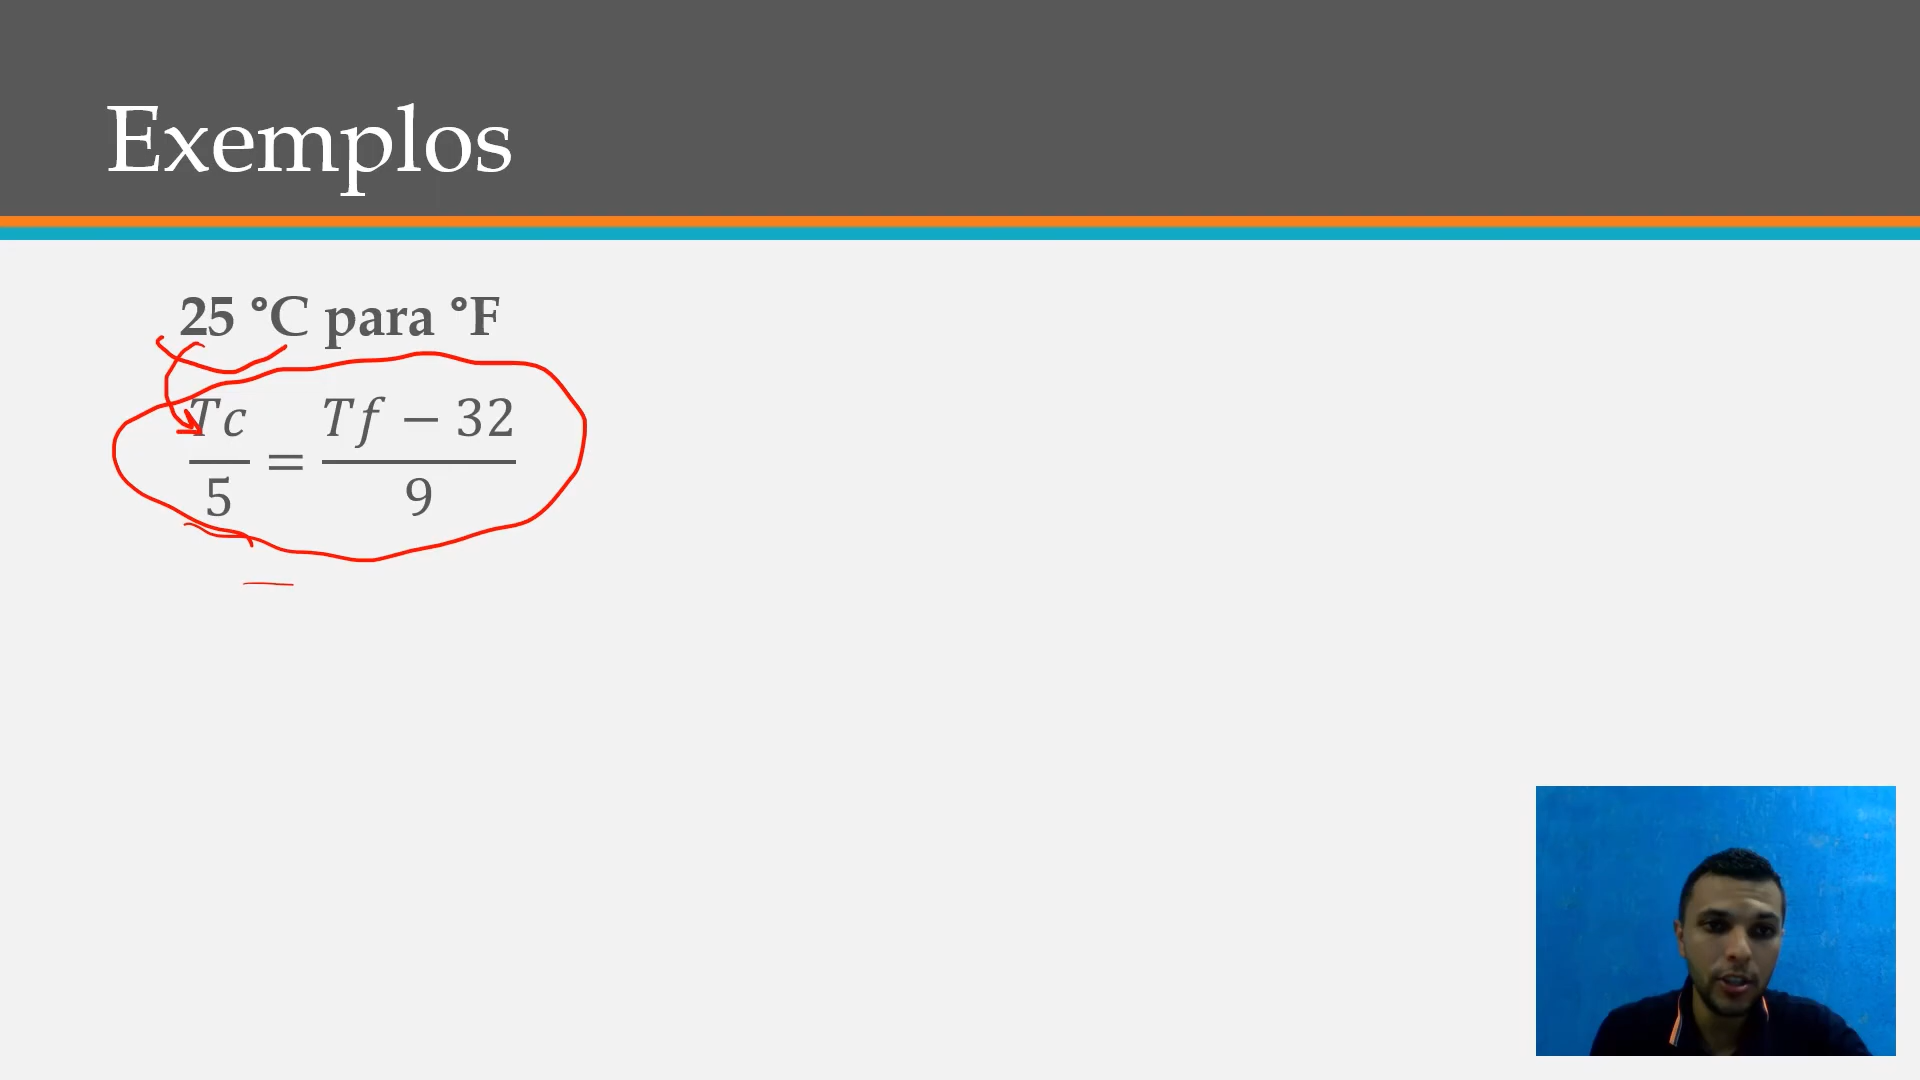 Exemplos
25 °C para °F
Tc/5 = Tf − 32/9